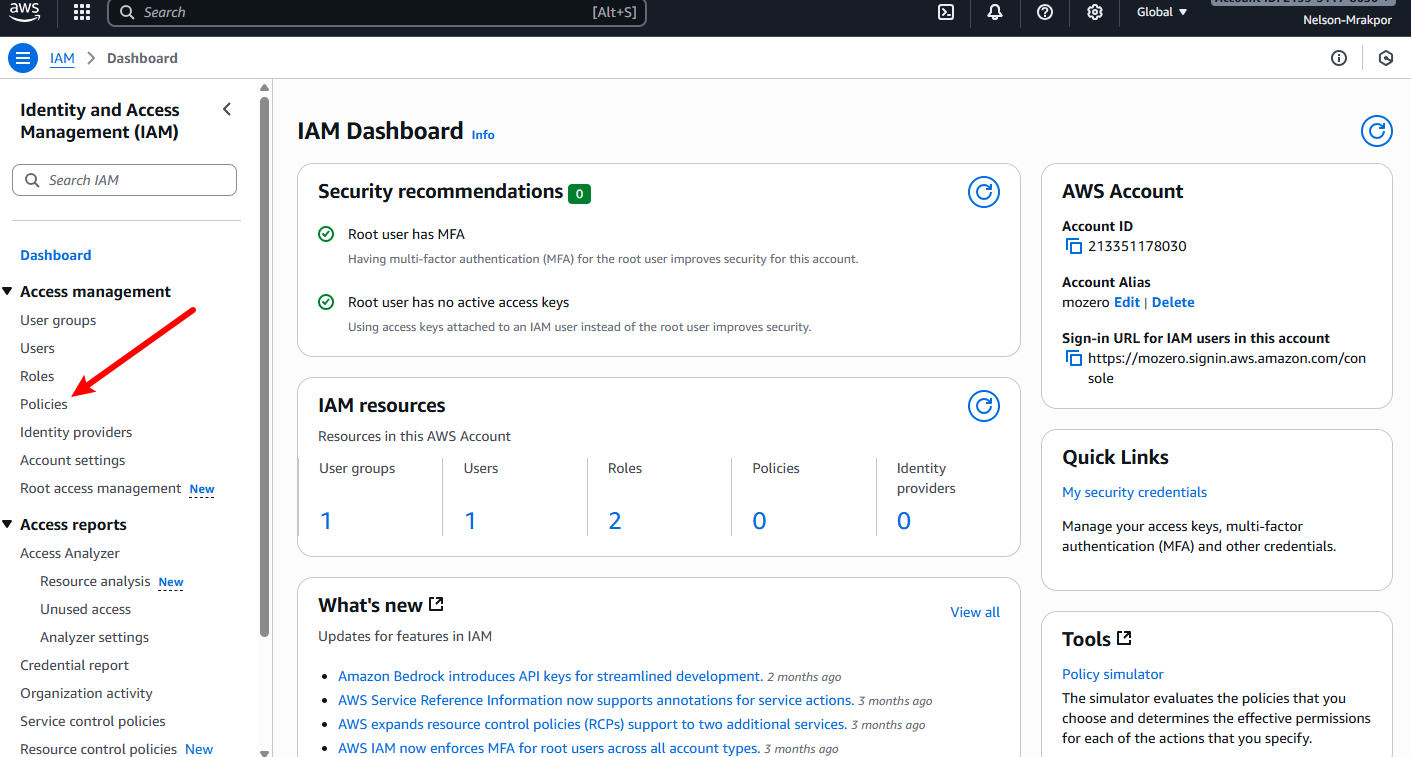 aws
Search
[Alt+S]
Global
Nelson-Mrakpor
IAM
Dashboard
Identity and Access
Management (IAM)
Search IAM
Dashboard
Access management
User groups
Users
Roles
Policies
Identity providers
Account settings
Root access management New
Access reports
Access Analyzer
Resource analysis New
Unused access
Analyzer settings
Credential report
Organization activity
Service control policies
Resource control policies New
IAM Dashboard Info
Security recommendations 0
Root user has MFA
Having multi-factor authentication (MFA) for the root user improves security for this account.
Root user has no active access keys
Using access keys attached to an IAM user instead of the root user improves security.
IAM resources
Resources in this AWS Account
User groups
1
Users
1
Roles
2
Policies
0
Identity
providers
0
What's new
View all
Updates for features in IAM
Amazon Bedrock introduces API keys for streamlined development. 2 months ago
AWS Service Reference Information now supports annotations for service actions. 3 months ago
AWS expands resource control policies (RCPs) support to two additional services. 3 months ago
AWS IAM now enforces MFA for root users across all account types. 3 months ago
AWS Account
Account ID
213351178030
Account Alias
mozero Edit | Delete
Sign-in URL for IAM users in this account
https://mozero.signin.aws.amazon.com/con
sole
Quick Links
My security credentials
Manage your access keys, multi-factor
authentication (MFA) and other credentials.
Tools
Policy simulator
The simulator evaluates the policies that you
choose and determines the effective permissions
for each of the actions that you specify.